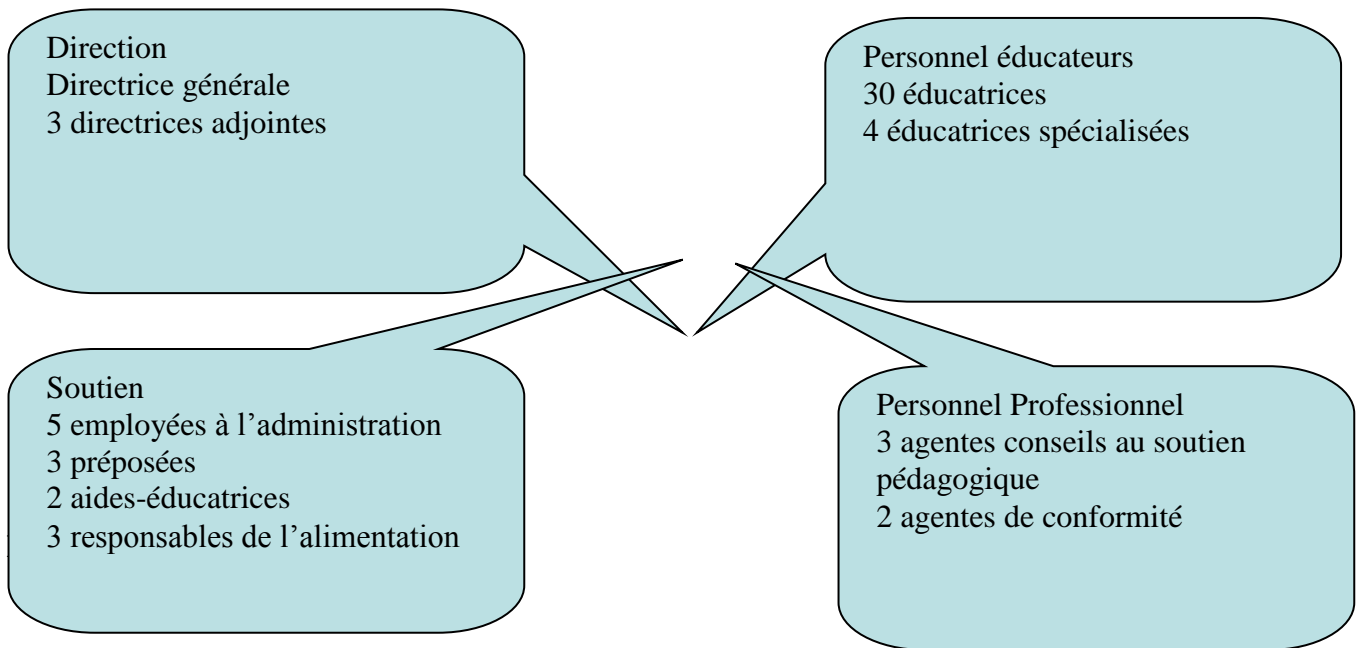 Direction
Directrice générale
3 directrices adjointes
Personnel éducateurs
30 éducatrices
4 éducatrices spécialisées
Soutien
5 employées à l’administration
3 préposées
2 aides-éducatrices
3 responsables de l’alimentation
Personnel Professionnel
3 agentes conseils au soutien
pédagogique
2 agentes de conformité